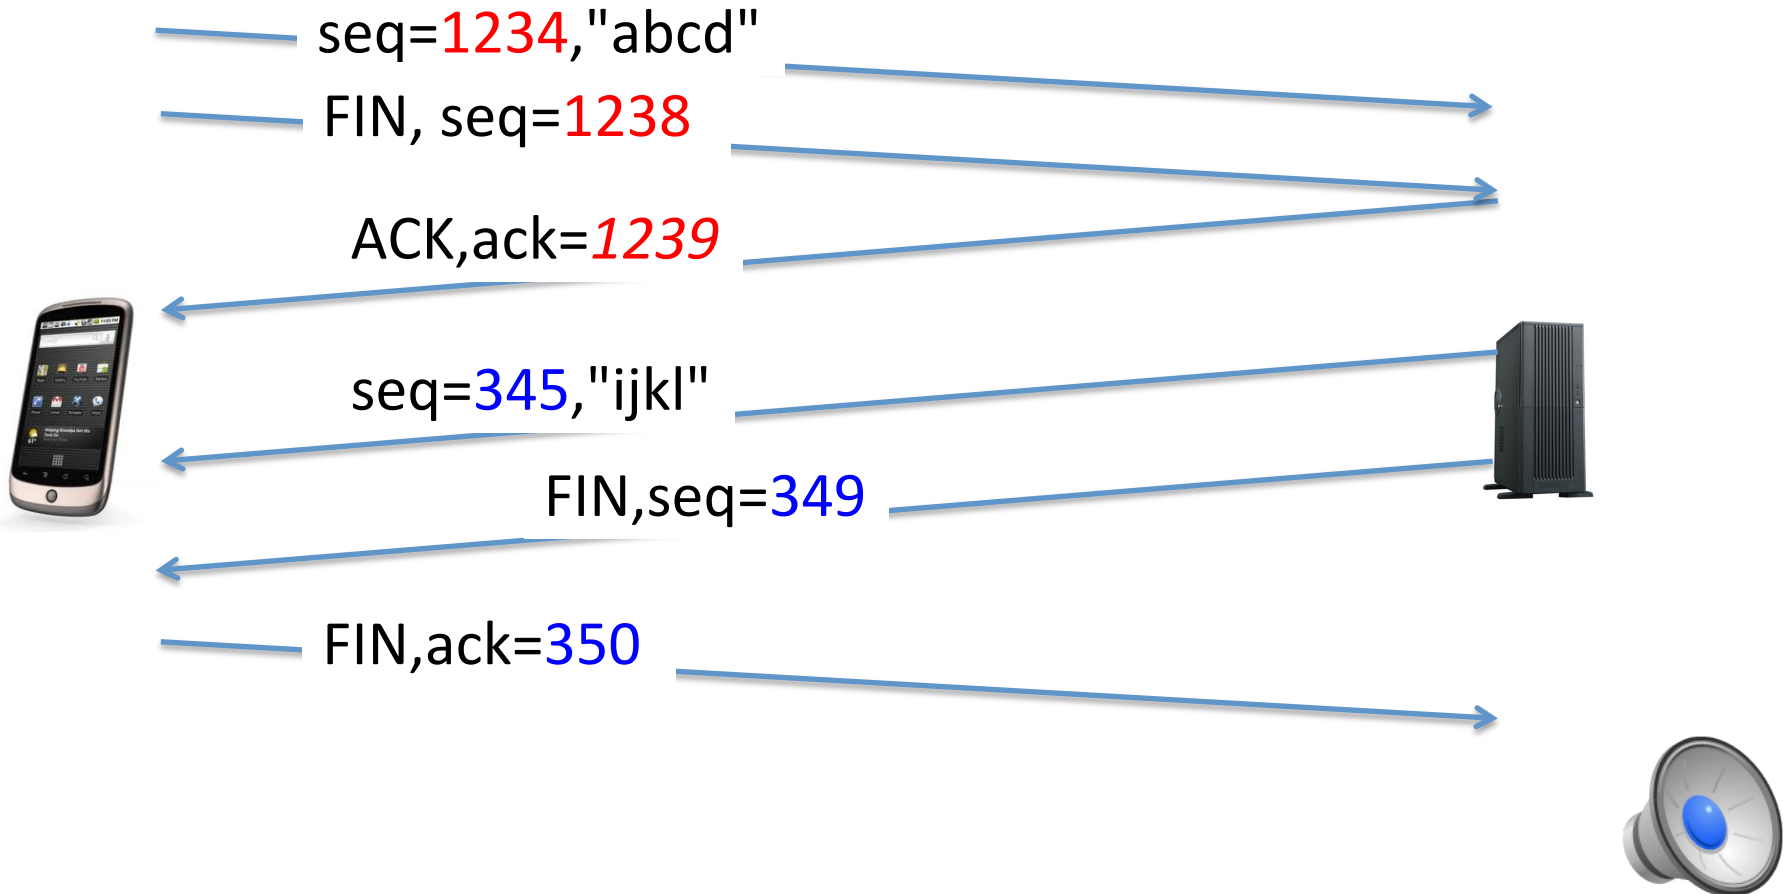 seq=1234,"abcd"
FIN, seq=1238
ACK,ack=1239
seq=345,"ijkl"
FIN,seq=349
FIN,ack=350